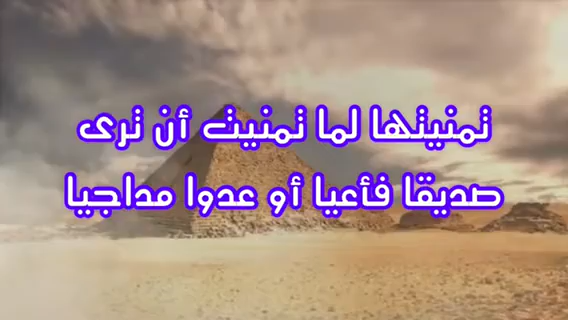 تمنيتها لما تمنيت أن ترى
صديقا فأعيا أو عدوا مداجيا